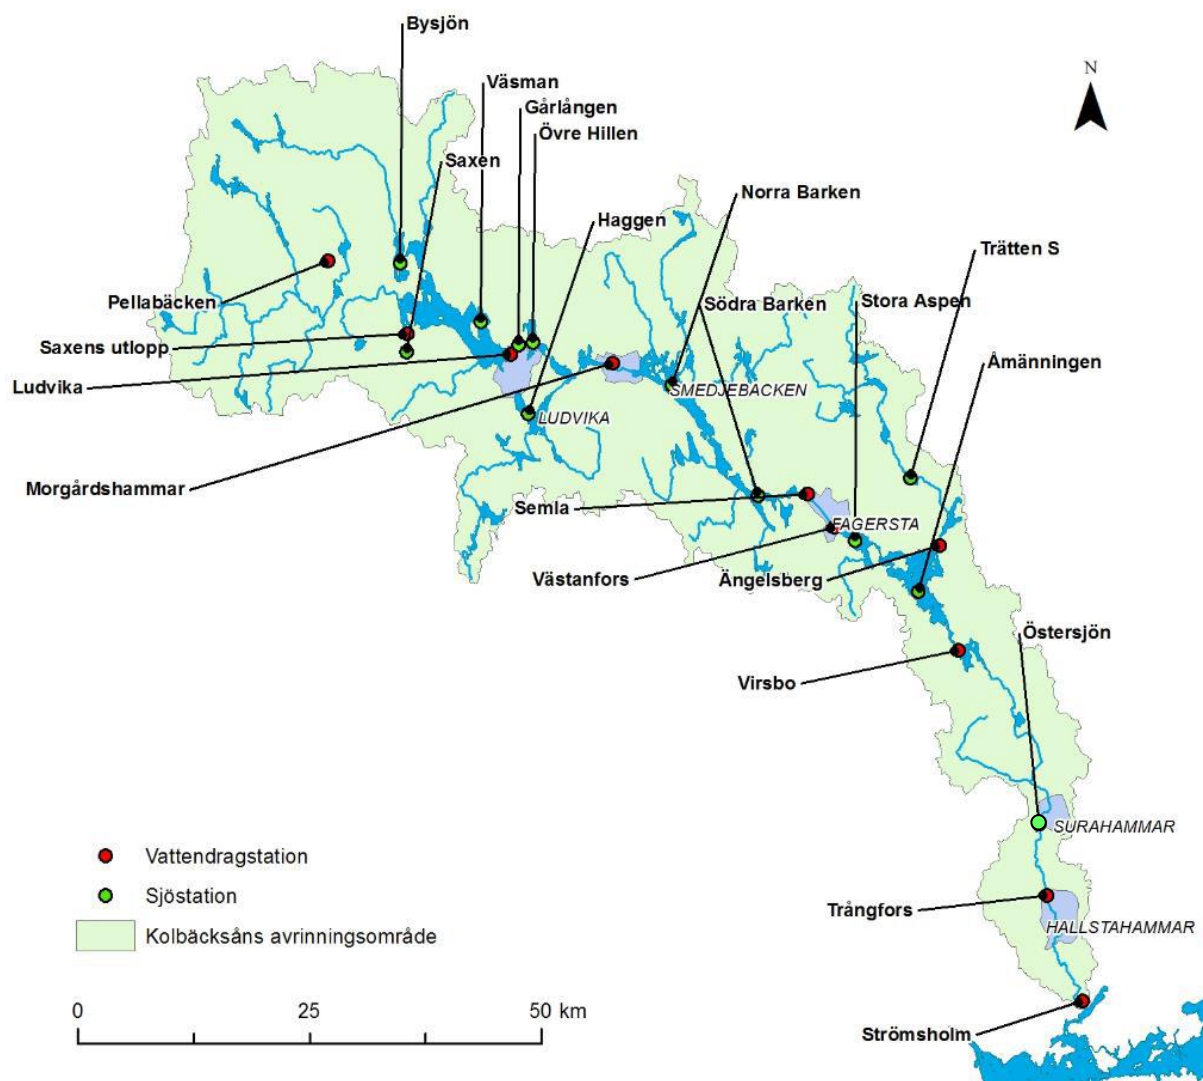 Bysjön
Väsman
Gårlången
Övre Hillen
Saxen
N
Norra Barken
Haggen
Trätten S
Pellabäcken
Södra Barken
Stora Aspen
Saxens utlopp
Åmänningen
Ludvika
SMEDJEBACKEN
LUDVIKA
Morgårdshammar
Semla
FAGERSTA
Västanfors
Ängelsberg
Östersjön
Virsbo
SURAHAMMAR
Vattendragstation
Sjöstation
Trångfors
HALLSTAHAMMAR
Kolbäcksåns avrinningsområde
0 25 50 km
Strömsholm